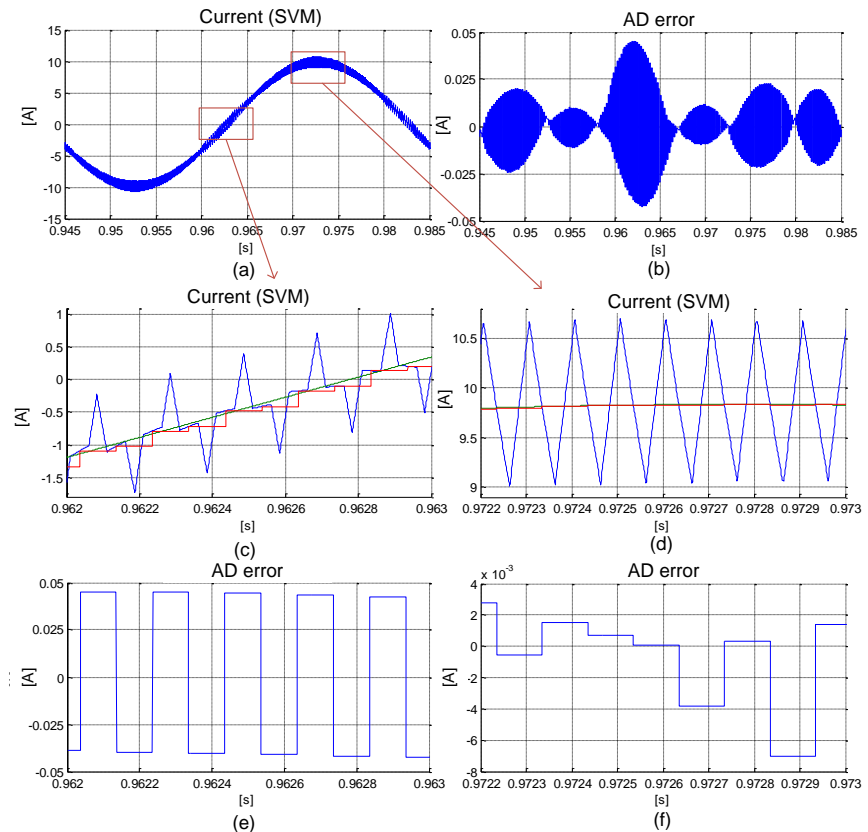 Current (SVM)
15
10
5
0
-5
-10
-15
[A]
0.945 0.95 0.955 0.96 0.965 0.97 0.975 0.98 0.985
[s]
(a)
AD error
0.05
0.025
0
-0.025
-0.05
[A]
0.945 0.95 0.955 0.96 0.965 0.97 0.975 0.98 0.985
[s]
(b)
Current (SVM)
1
0.5
0
-0.5
-1
-1.5
[A]
0.962 0.9622 0.9624 0.9626 0.9628 0.963
[s]
(c)
Current (SVM)
10.5
9.8
9.75
9
[A]
0.9722 0.9723 0.9724 0.9725 0.9726 0.9727 0.9728 0.9729 0.973
[s]
(d)
AD error
0.05
0.025
0
-0.025
-0.05
[A]
0.962 0.9622 0.9624 0.9626 0.9628 0.963
[s]
(e)
AD error
x 10-3
4
2
0
-2
-4
-6
-8
[A]
0.9722 0.9723 0.9724 0.9725 0.9726 0.9727 0.9728 0.9729 0.973
[s]
(f)